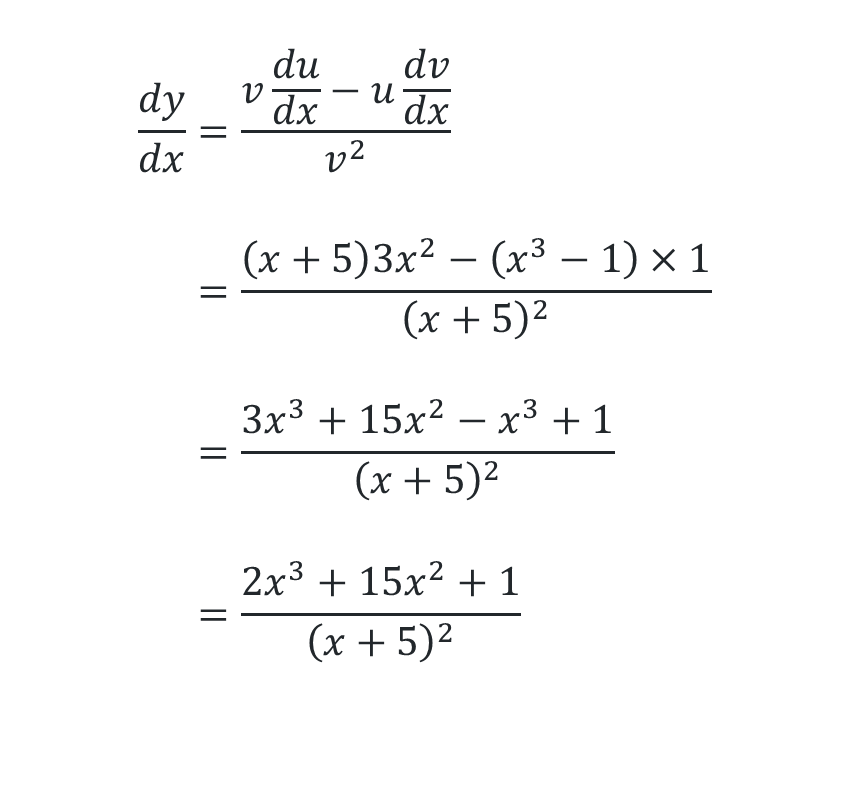 dy/dx = (v du/dx − u dv/dx)/v²
= ((x + 5)3x² − (x³ − 1) × 1)/(x + 5)²
= (3x³ + 15x² − x³ + 1)/(x + 5)²
= (2x³ + 15x² + 1)/(x + 5)²